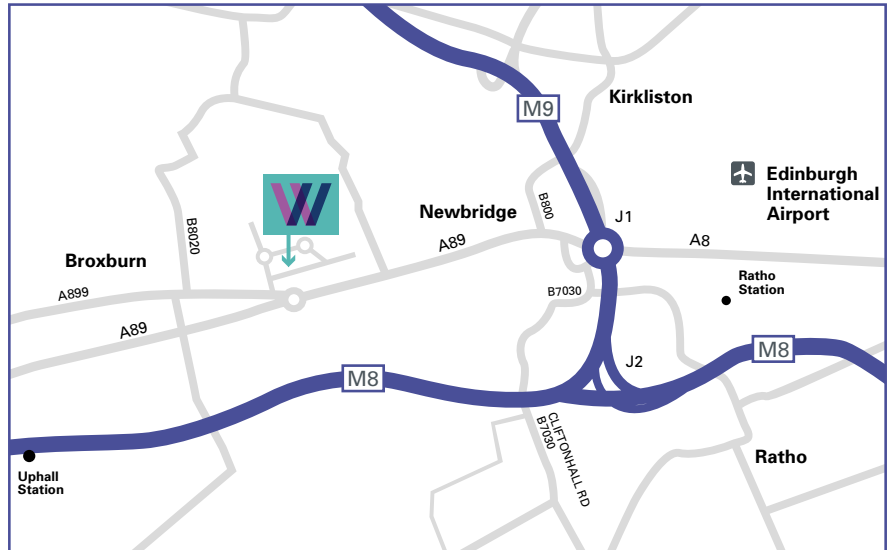 Kirkliston
M9
Edinburgh
International
Airport
W
B800
J1
Newbridge
B8020
A89
A8
Broxburn
Ratho
Station
A899
B7030
A89
J2
M8
M8
CLIFTONHALL RD
B7030
Ratho
Uphall
Station